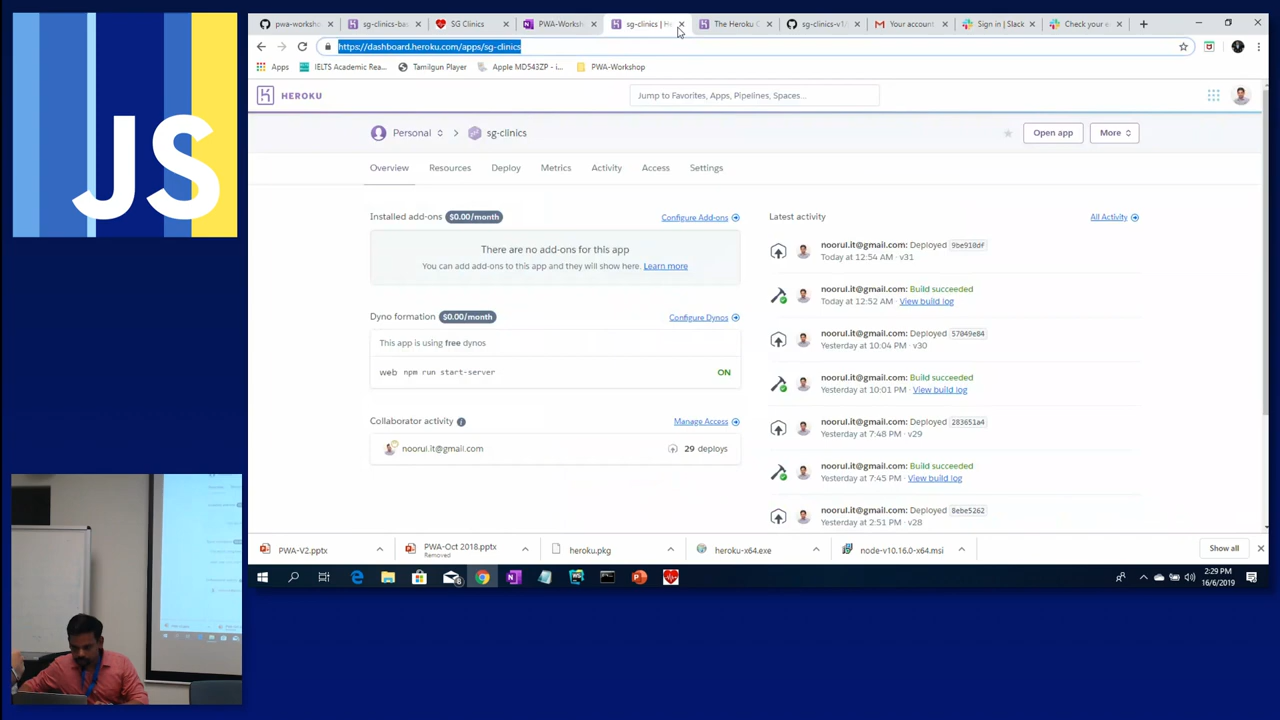 JS
pwa-worksho
sg-clinics-bas
SG Clinics
PWA-Worksh
sg-clinics | He
The Heroku C
sg-clinics-v1/
Your account
Sign in | Slack
Check your e
https://dashboard.heroku.com/apps/sg-clinics
Apps
IELTS Academic Rea...
Tamilgun Player
Apple MD543ZP - i...
PWA-Workshop
HEROKU
Jump to Favorites, Apps, Pipelines, Spaces...
Personal
sg-clinics
Open app
More
Overview
Resources
Deploy
Metrics
Activity
Access
Settings
Installed add-ons $0.00/month
Configure Add-ons
There are no add-ons for this app
You can add add-ons to this app and they will show here. Learn more
Dyno formation $0.00/month
Configure Dynos
This app is using free dynos
web npm run start-server ON
Collaborator activity
Manage Access
noorul.it@gmail.com
29 deploys
Latest activity
All Activity
noorul.it@gmail.com: Deployed 9be918df
Today at 12:54 AM · v31
noorul.it@gmail.com: Build succeeded
Today at 12:52 AM · View build log
noorul.it@gmail.com: Deployed 57049e84
Yesterday at 10:04 PM · v30
noorul.it@gmail.com: Build succeeded
Yesterday at 10:01 PM · View build log
noorul.it@gmail.com: Deployed 283651a4
Yesterday at 7:48 PM · v29
noorul.it@gmail.com: Build succeeded
Yesterday at 7:45 PM · View build log
noorul.it@gmail.com: Deployed 8ebe5262
Yesterday at 2:51 PM · v28
PWA-V2.pptx
PWA-Oct 2018.pptx
Removed
heroku.pkg
heroku-x64.exe
node-v10.16.0-x64.msi
Show all
2:29 PM
16/6/2019